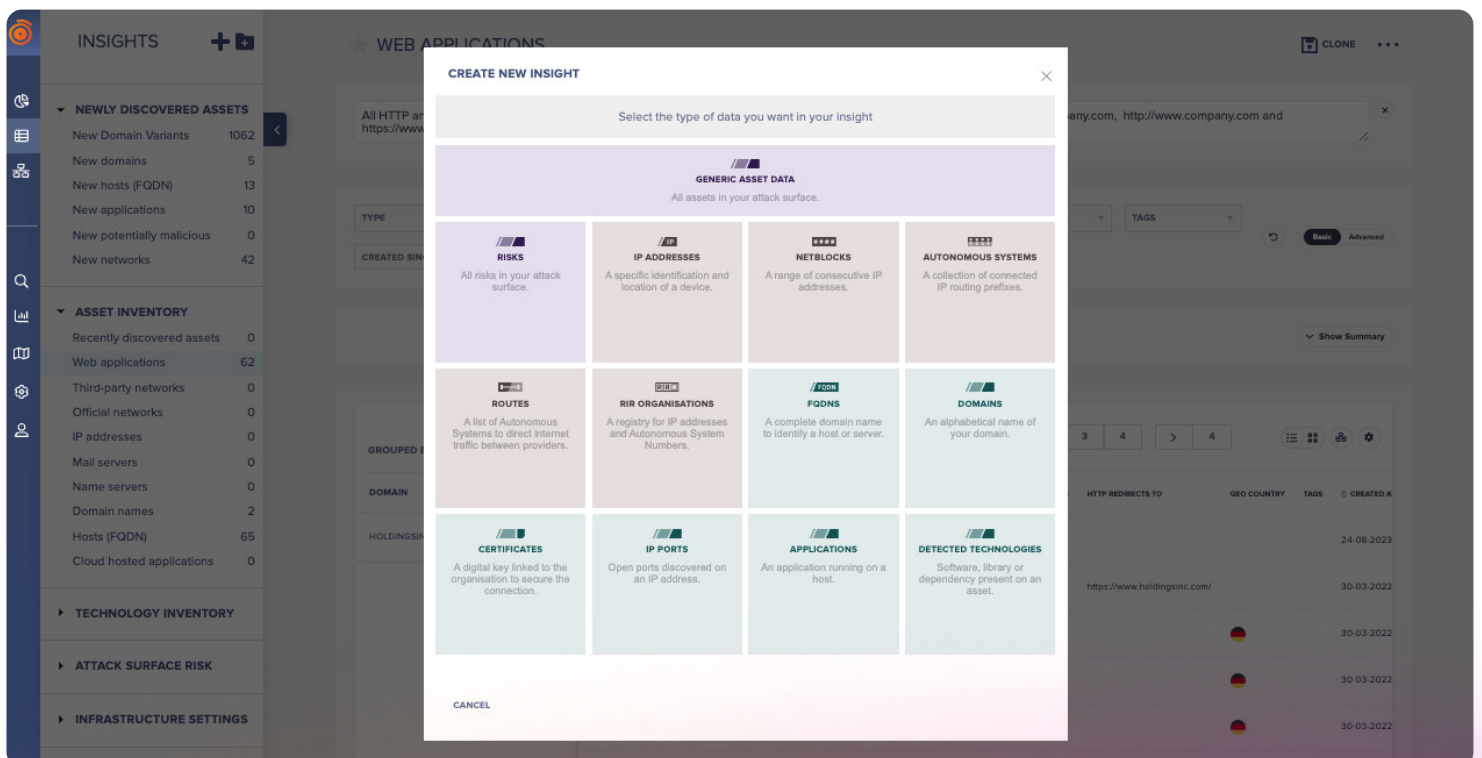 INSIGHTS
NEWLY DISCOVERED ASSETS
New Domain Variants 1062
New domains 5
New hosts (FQDN) 13
New applications 10
New potentially malicious 0
New networks 42
ASSET INVENTORY
Recently discovered assets 0
Web applications 62
Third-party networks 0
Official networks 0
IP addresses 0
Mail servers 0
Name servers 0
Domain names 2
Hosts (FQDN) 65
Cloud hosted applications 0
TECHNOLOGY INVENTORY
ATTACK SURFACE RISK
INFRASTRUCTURE SETTINGS
WEB APPLICATIONS
CLONE
All HTTP
https://www
any.com, http://www.company.com and
TYPE
TAGS
CREATED
Basic Advanced
Show Summary
GROUPED
3 4 > 4
DOMAIN
HTTP REDIRECTS TO
GEO COUNTRY
TAGS
CREATED A
HOLDINGSIN
24-08-2023
https://www.holdingsinc.com/
30-03-2022
30-03-2022
30-03-2022
30-03-2022
CREATE NEW INSIGHT
Select the type of data you want in your insight
GENERIC ASSET DATA
All assets in your attack surface.
RISKS
All risks in your attack
surface.
IP
IP ADDRESSES
A specific identification and
location of a device.
NETBLOCKS
A range of consecutive IP
addresses.
AUTONOMOUS SYSTEMS
A collection of connected
IP routing prefixes.
ROUTES
A list of Autonomous
Systems to direct internet
traffic between providers.
RIR
RIR ORGANISATIONS
A registry for IP addresses
and Autonomous System
Numbers.
FQDN
FQDNS
A complete domain name
to identify a host or server.
DOMAINS
An alphabetical name of
your domain.
CERTIFICATES
A digital key linked to the
organisation to secure the
connection.
IP PORTS
Open ports discovered on
an IP address.
APPLICATIONS
An application running on a
host.
DETECTED TECHNOLOGIES
Software, library or
dependency present on an
asset.
CANCEL